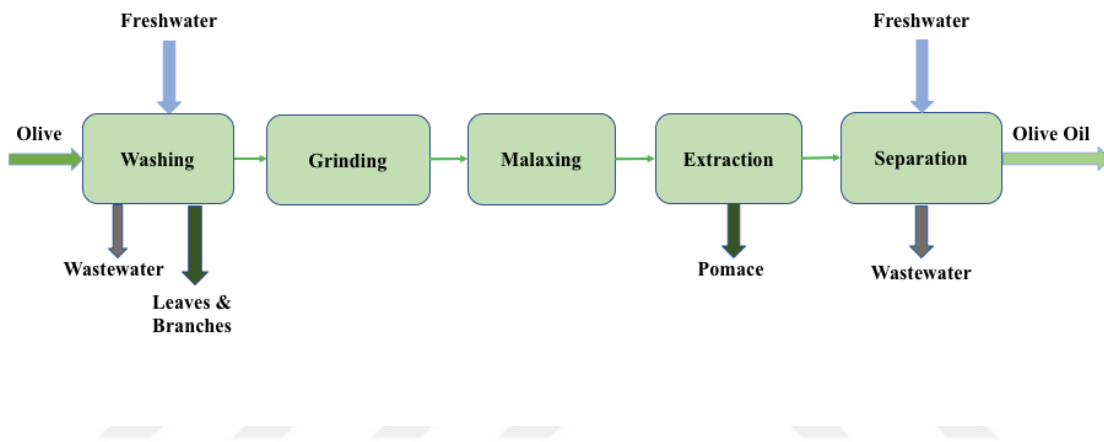 Freshwater
Freshwater
Olive
Olive Oil
Washing
Grinding
Malaxing
Extraction
Separation
Wastewater
Leaves &
Branches
Pomace
Wastewater